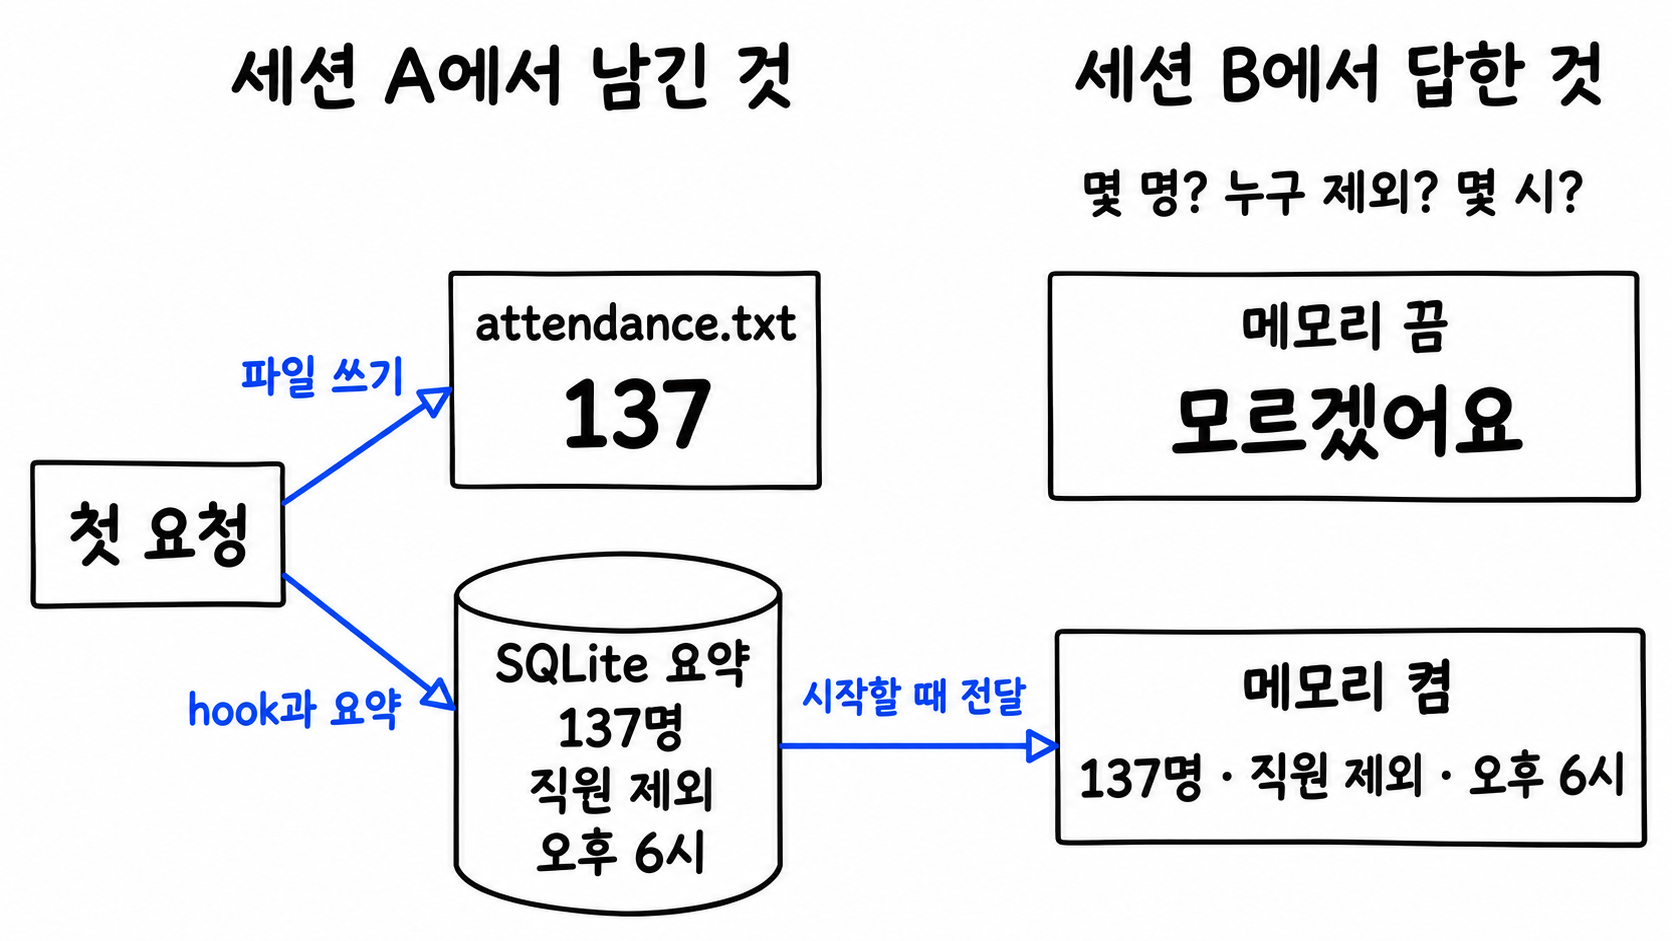 세션 A에서 남긴 것
세션 B에서 답한 것
몇 명? 누구 제외? 몇 시?
첫 요청
파일 쓰기
attendance.txt
137
hook과 요약
SQLite 요약
137명
직원 제외
오후 6시
시작할 때 전달
메모리 끔
모르겠어요
메모리 켬
137명 · 직원 제외 · 오후 6시